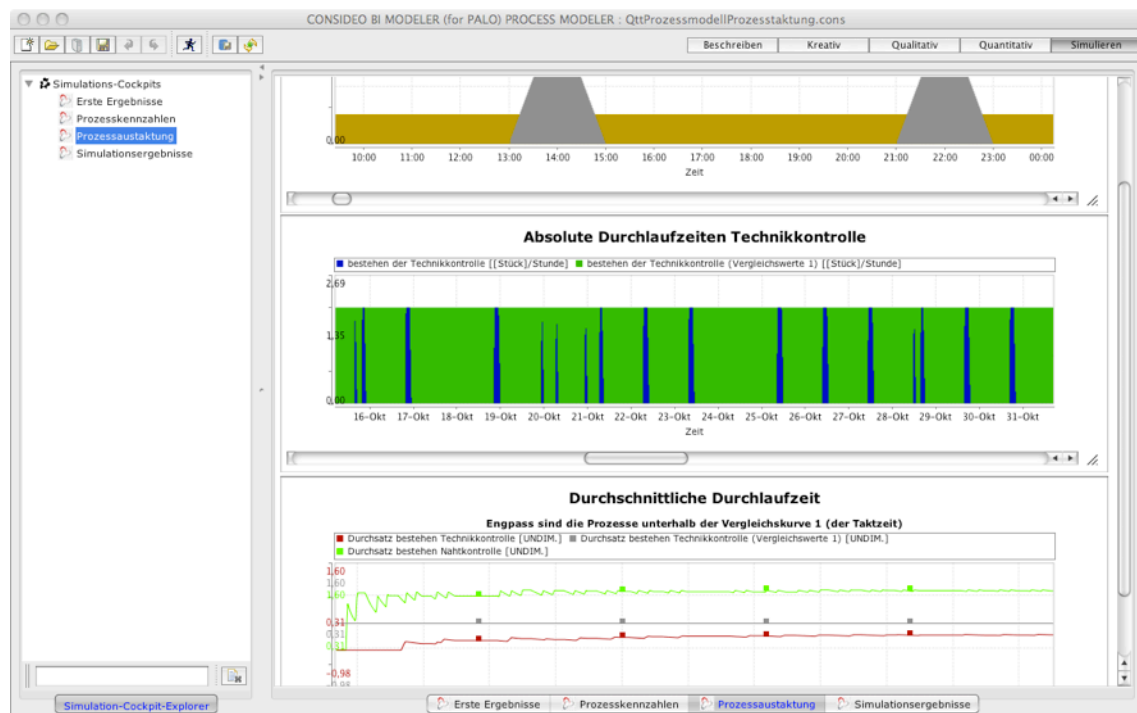 CONSIDEO BI MODELER (for PALO) PROCESS MODELER : QttProzessmodellProzesstaktung.cons
Beschreiben Kreativ Qualitativ Quantitativ Simulieren
Simulations-Cockpits
Erste Ergebnisse
Prozesskennzahlen
Prozessaustaktung
Simulationsergebnisse
0,00
10:00 11:00 12:00 13:00 14:00 15:00 16:00 17:00 18:00 19:00 20:00 21:00 22:00 23:00 00:00
Zeit
Absolute Durchlaufzeiten Technikkontrolle
bestehen der Technikkontrolle [[Stück]/Stunde] bestehen der Technikkontrolle (Vergleichswerte 1) [[Stück]/Stunde]
2,69
1,35
0,00
16-Okt 17-Okt 18-Okt 19-Okt 20-Okt 21-Okt 22-Okt 23-Okt 24-Okt 25-Okt 26-Okt 27-Okt 28-Okt 29-Okt 30-Okt 31-Okt
Zeit
Durchschnittliche Durchlaufzeit
Engpass sind die Prozesse unterhalb der Vergleichskurve 1 (der Taktzeit)
Durchsatz bestehen Technikkontrolle [UNDIM.] Durchsatz bestehen Technikkontrolle (Vergleichswerte 1) [UNDIM.]
Durchsatz bestehen Nahtkontrolle [UNDIM.]
1,60
1,60
1,60
0,31
0,31
0,31
-0,98
-0,98
Simulation-Cockpit-Explorer
Erste Ergebnisse Prozesskennzahlen Prozessaustaktung Simulationsergebnisse